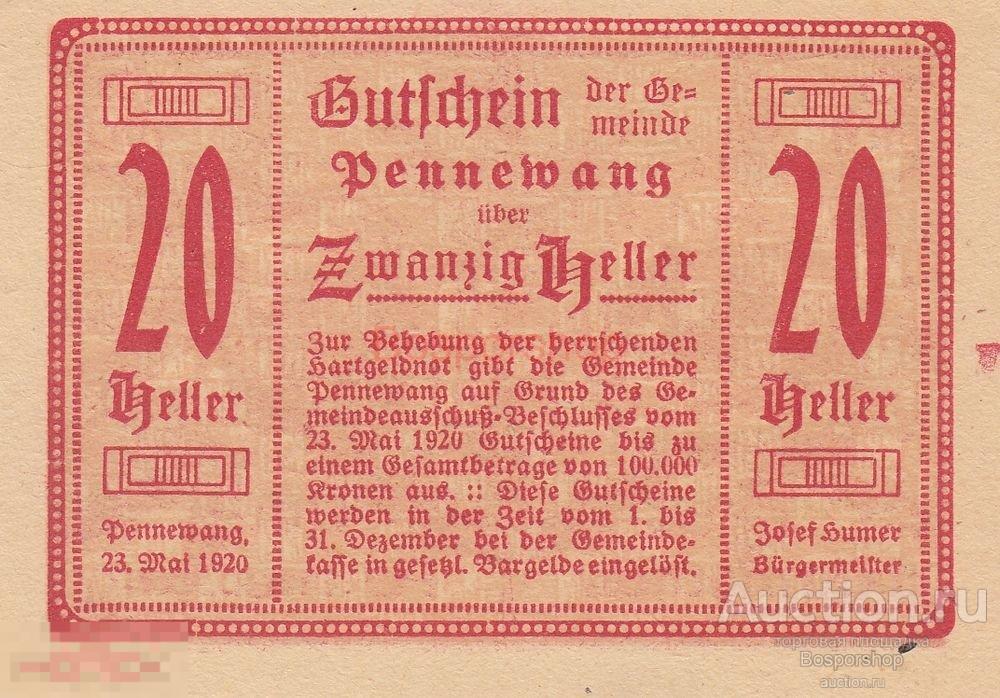 20
Heller
Pennewang,
23. Mai 1920
Gutschein der Ge=
meinde
Pennewang
über
Zwanzig Heller
Zur Behebung der herrschenden
Hartgeldnot gibt die Gemeinde
Pennewang auf Grund des Ge-
meindeausschuß-Beschlusses vom
23. Mai 1920 Gutscheine bis zu
einem Gesamtbetrage von 100.000
Kronen aus. :: Diese Gutscheine
werden in der Zeit vom 1. bis
31. Dezember bei der Gemeinde-
kasse in gesetzl. Bargelde eingelöst.
20
Heller
Josef Humer
Bürgermeister
Auction.ru
торговая площадка
Bosporshop
auction.ru